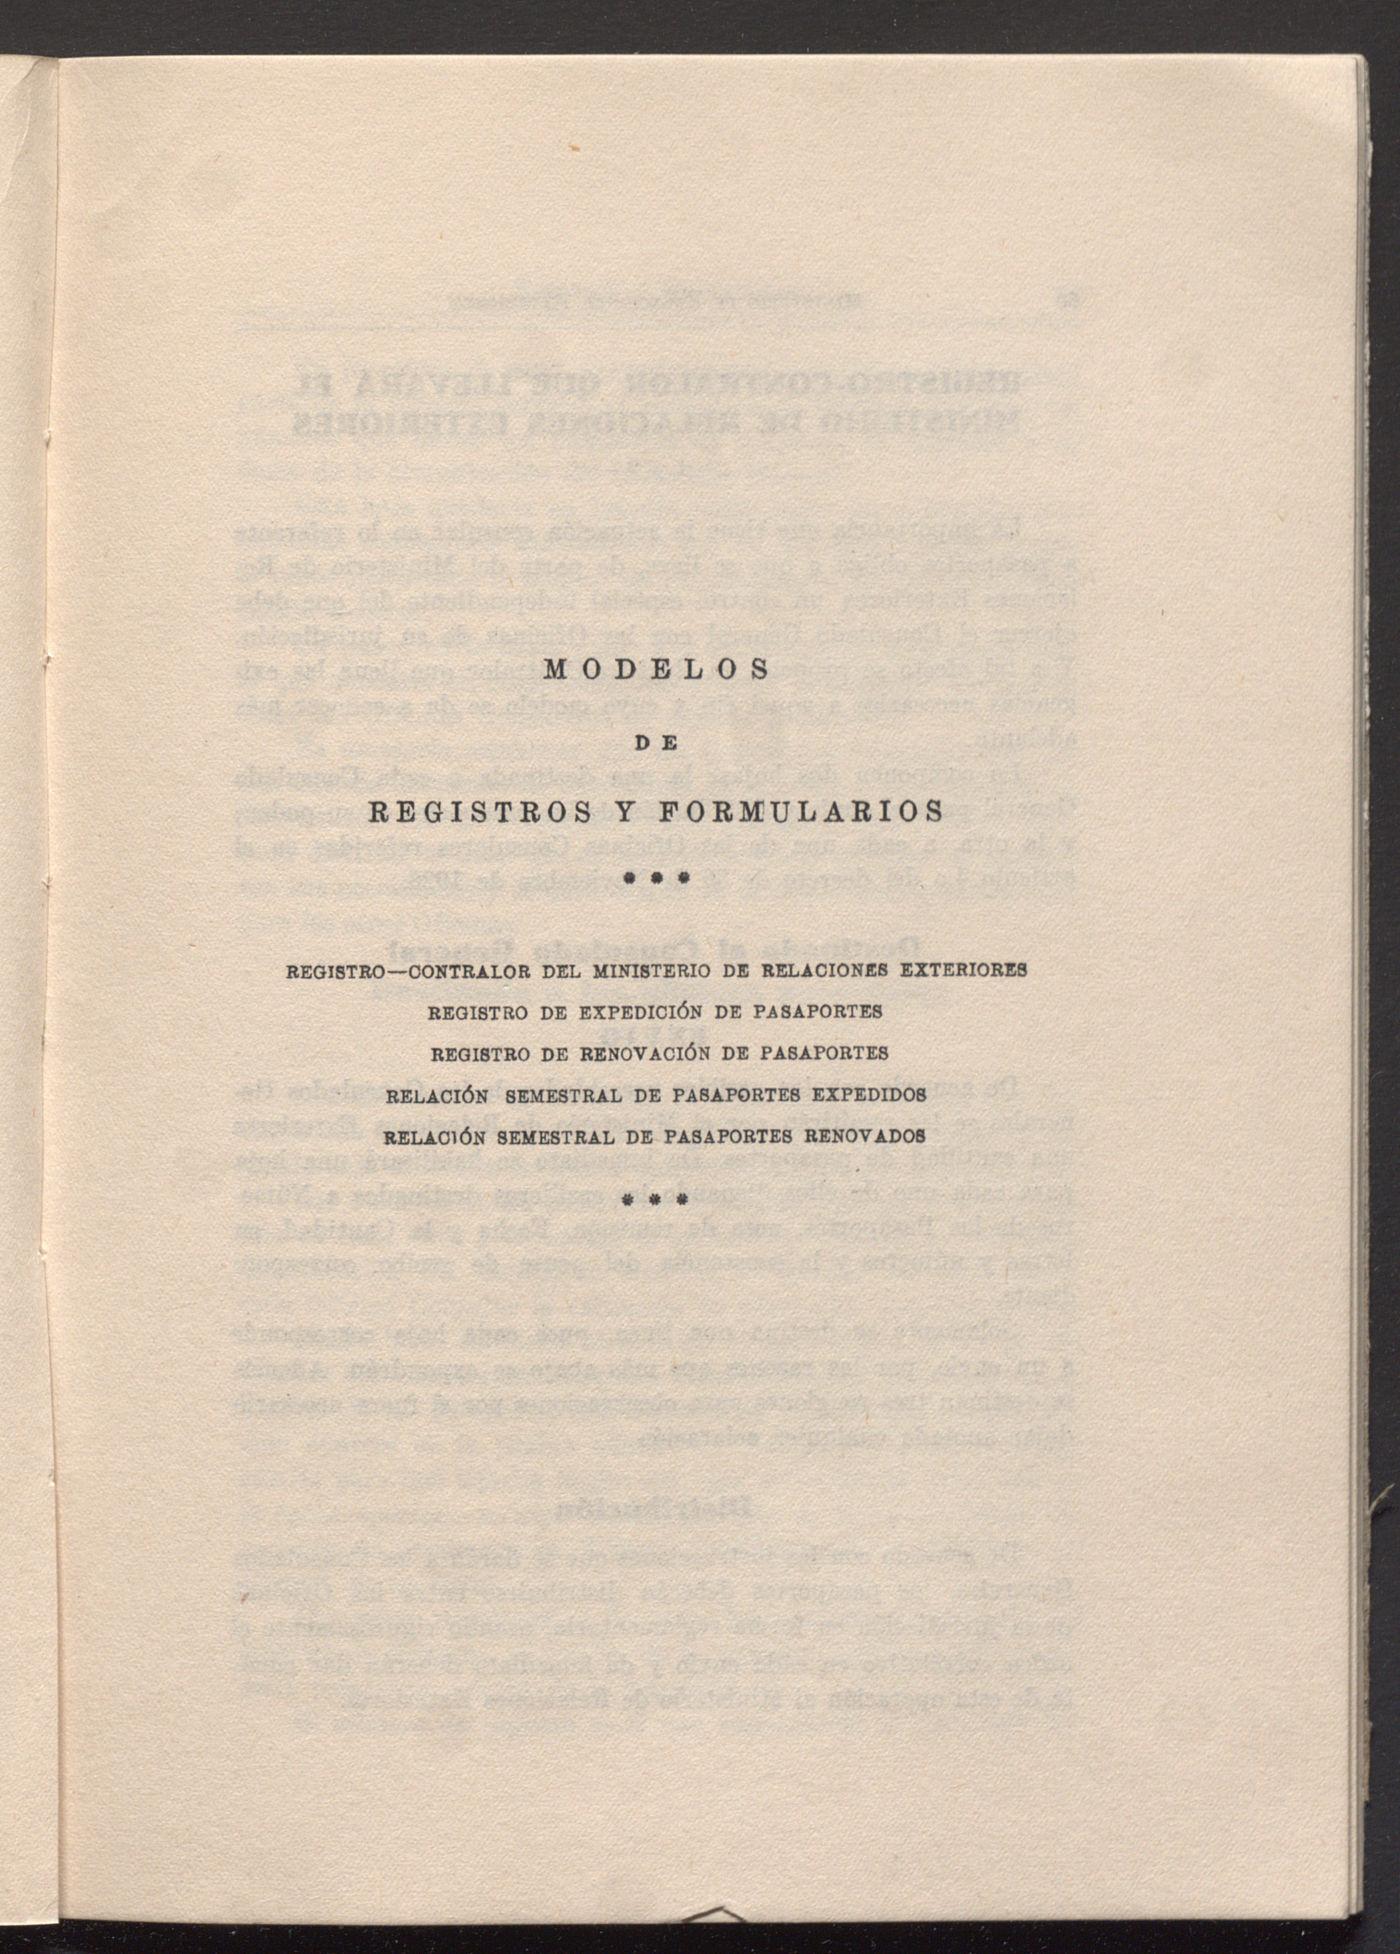 MODELOS
DE
REGISTROS Y FORMULARIOS
* * *
REGISTRO—CONTRALOR DEL MINISTERIO DE RELACIONES EXTERIORES
REGISTRO DE EXPEDICIÓN DE PASAPORTES
REGISTRO DE RENOVACIÓN DE PASAPORTES
RELACIÓN SEMESTRAL DE PASAPORTES EXPEDIDOS
RELACIÓN SEMESTRAL DE PASAPORTES RENOVADOS
* * *